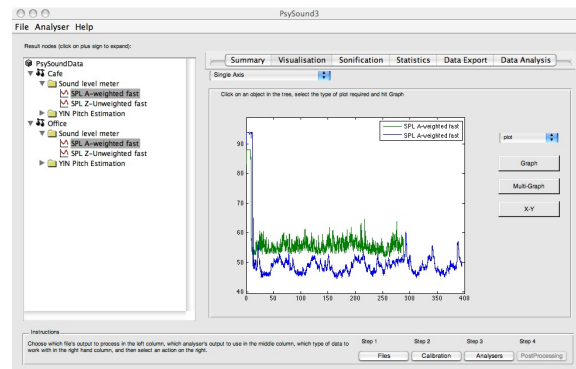 PsySound3
File Analyser Help
Result nodes (click on plus sign to expand):
PsySoundData
Cafe
Sound level meter
SPL A-weighted fast
SPL Z-Unweighted fast
YIN Pitch Estimation
Office
Sound level meter
SPL A-weighted fast
SPL Z-Unweighted fast
YIN Pitch Estimation
Summary Visualisation Sonification Statistics Data Export Data Analysis
Single Axis
Click on an object in the tree, select the type of plot required and hit Graph
SPL A-weighted fast
SPL A-weighted fast
90
80
70
60
50
40
0 50 100 150 200 250 300 350 400
plot
Graph
Multi-Graph
X-Y
Instructions
Choose which file's output to process in the left column, which analyser's output to use in the middle column, which type of data to
work with in the right hand column, and then select an action on the right.
Step 1 Step 2 Step 3 Step 4
Files Calibration Analysers PostProcessing